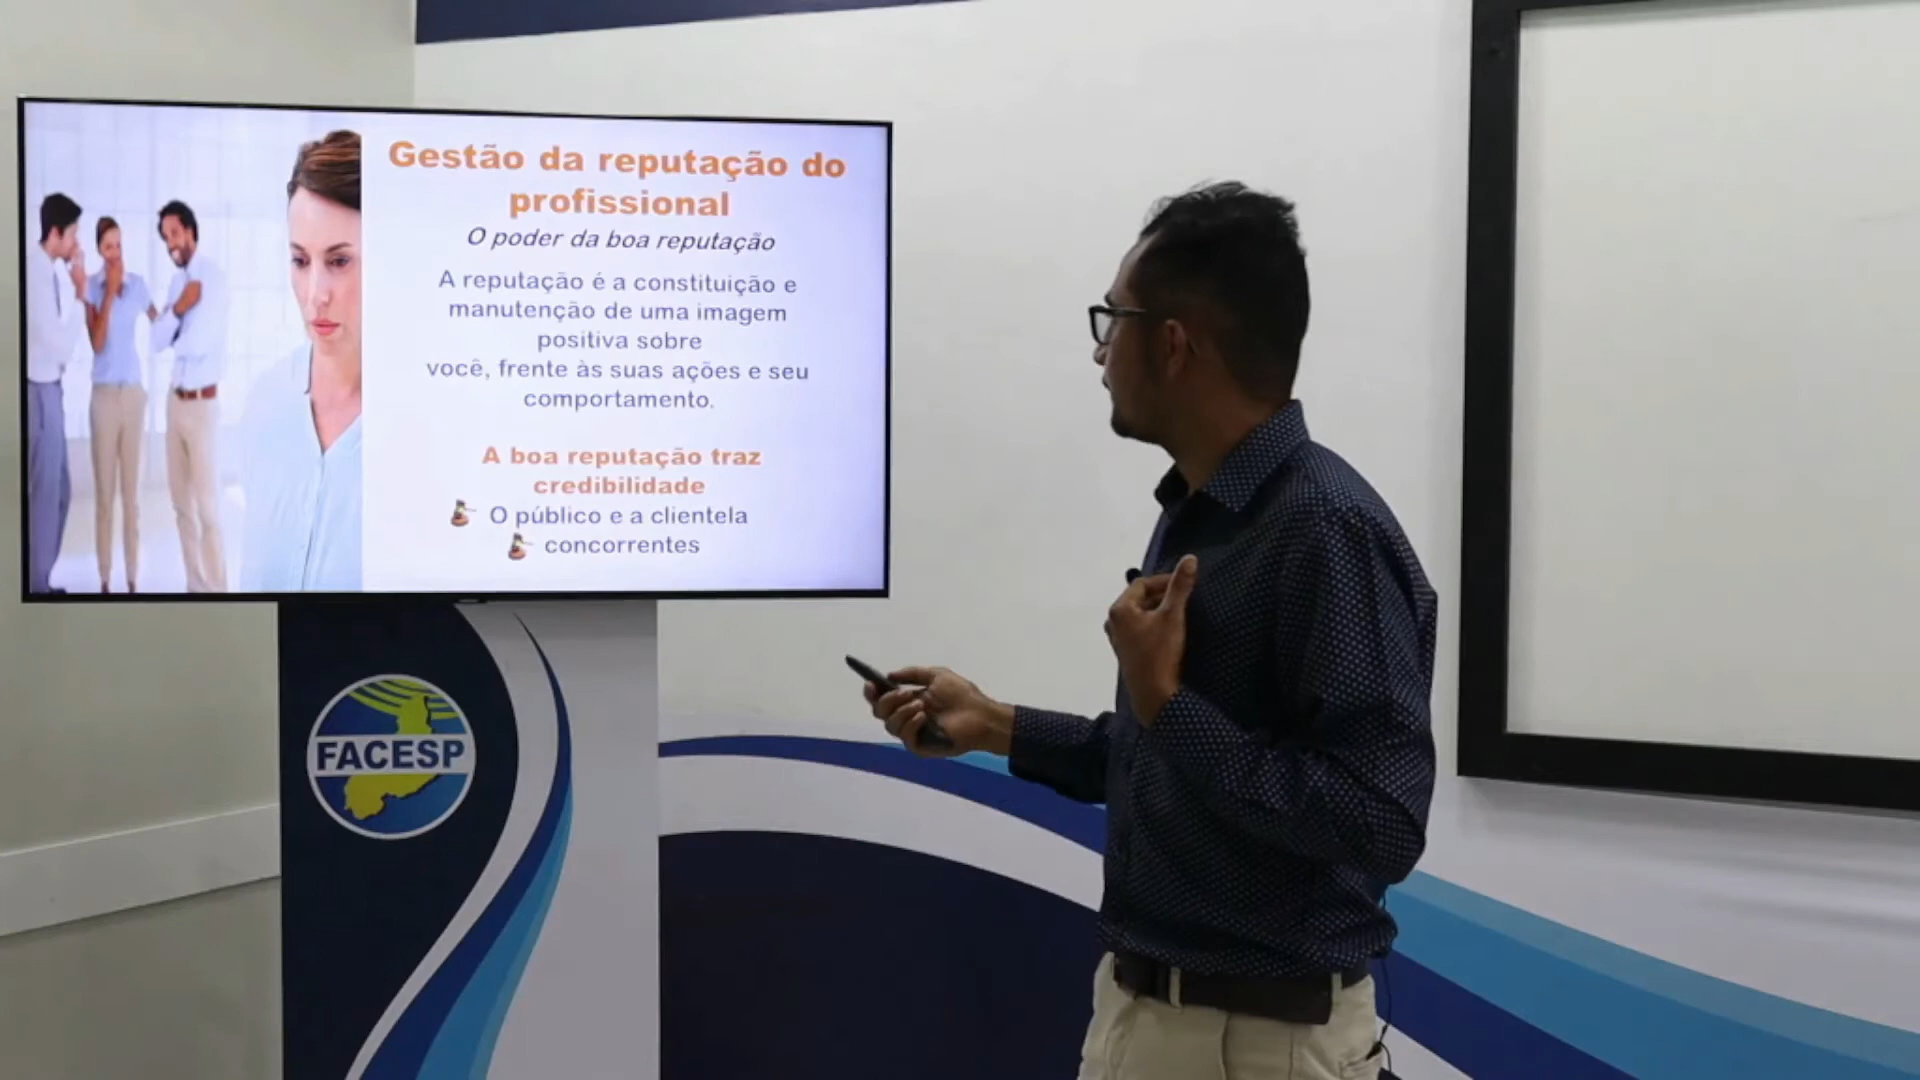 Gestão da reputação do
profissional
O poder da boa reputação
A reputação é a constituição e
manutenção de uma imagem
positiva sobre
você, frente às suas ações e seu
comportamento.
A boa reputação traz
credibilidade
O público e a clientela
concorrentes
FACESP